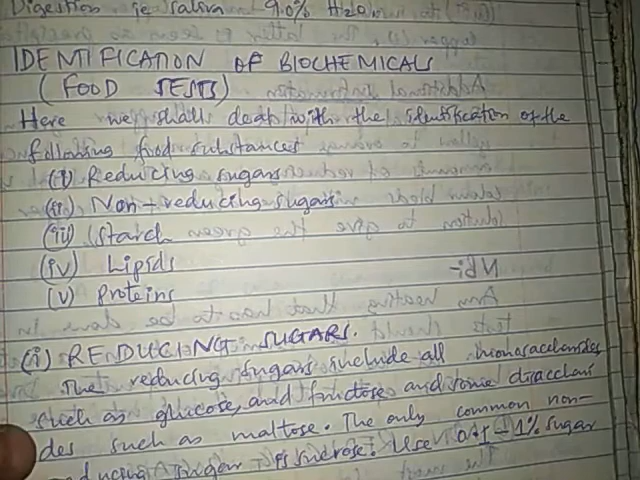 Digestion ie saliva 90% H20
IDENTIFICATION OF BIOCHEMICALS
(FOOD TESTS)
Here we shall deal with the identification of the
following food substances
(i) Reducing sugars
(ii) Non-reducing sugars
(iii) Starch
(iv) Lipids
(v) Proteins
(i) REDUCING SUGARS.
The reducing sugars include all monosaccharides
such as glucose, and fructose and some disacchari
des such as maltose. The only common non-
reducing sugar is sucrose. Use 0.1 - 1% sugar